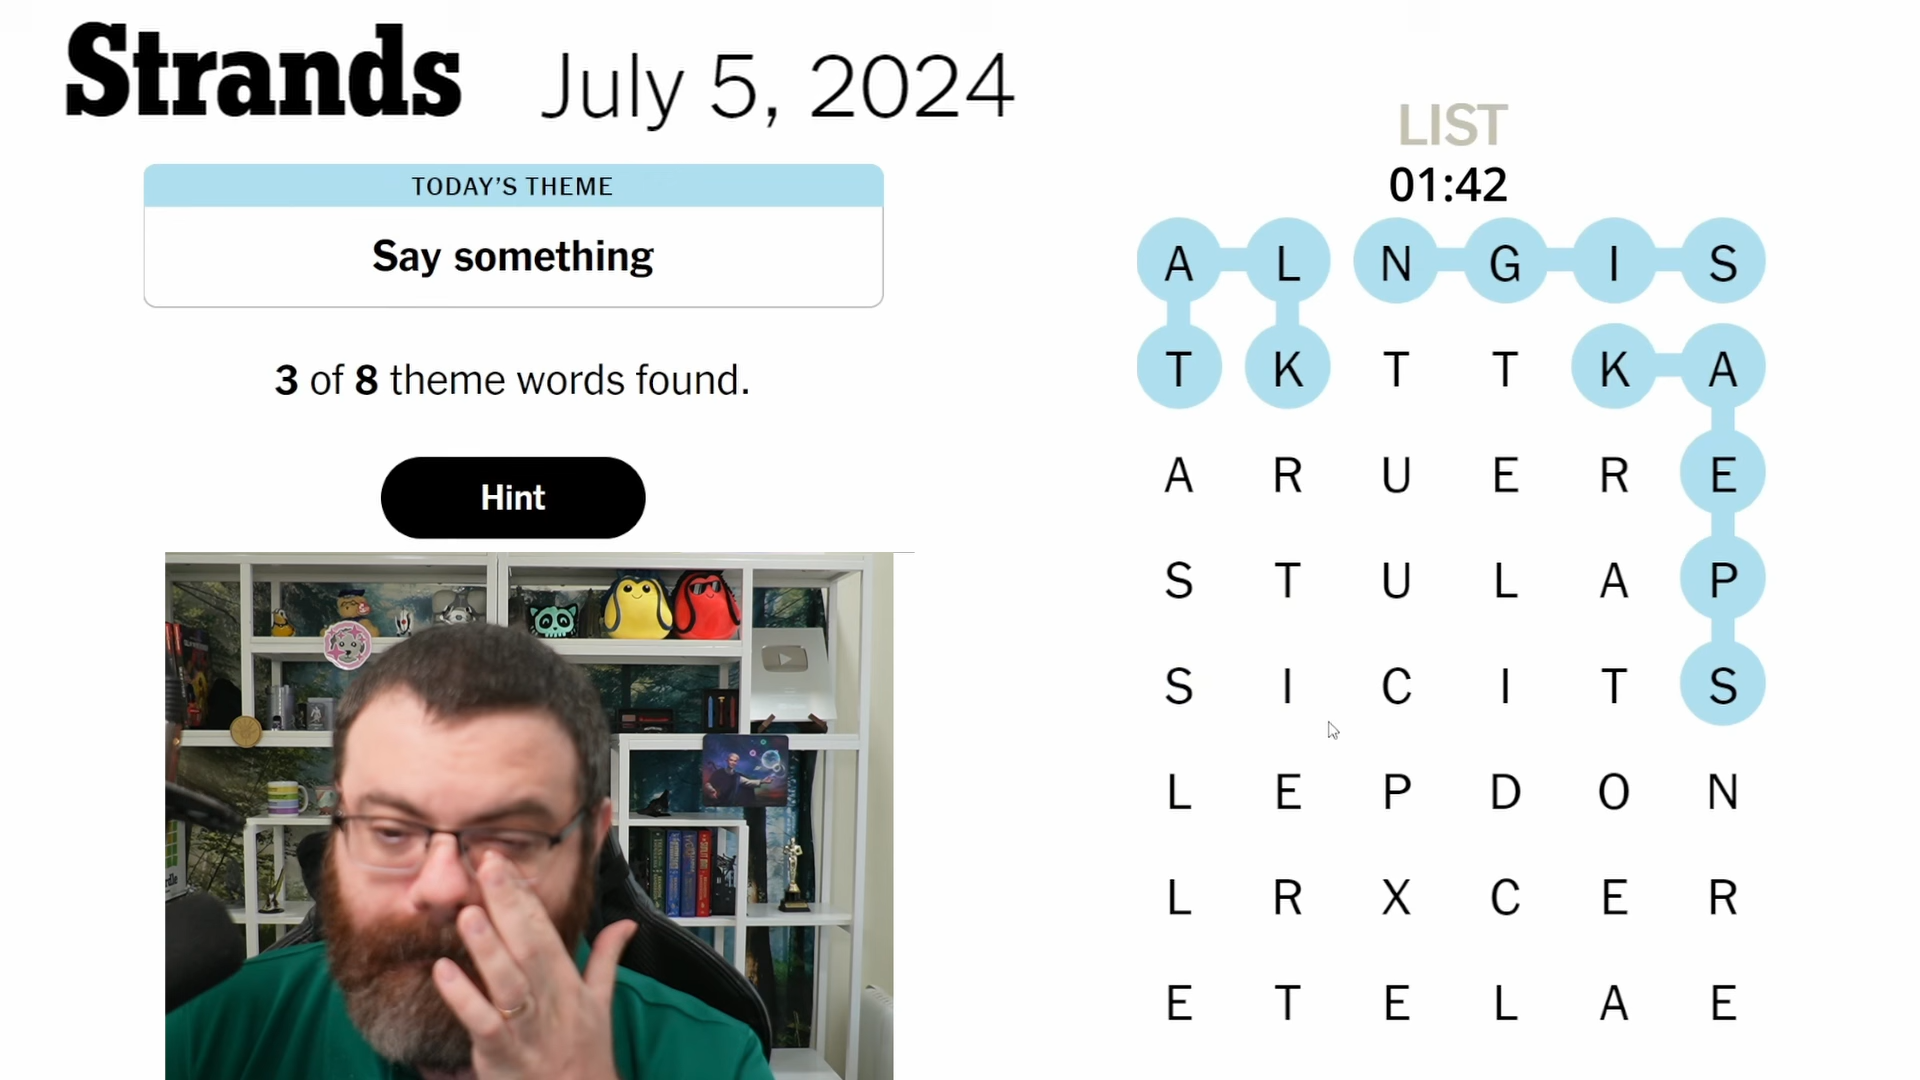 Strands July 5, 2024
TODAY'S THEME
Say something
3 of 8 theme words found.
Hint
LIST
01:42
A L N G I S
T K T T K A
A R U E R E
S T U L A P
S I C I T S
L E P D O N
L R X C E R
E T E L A E